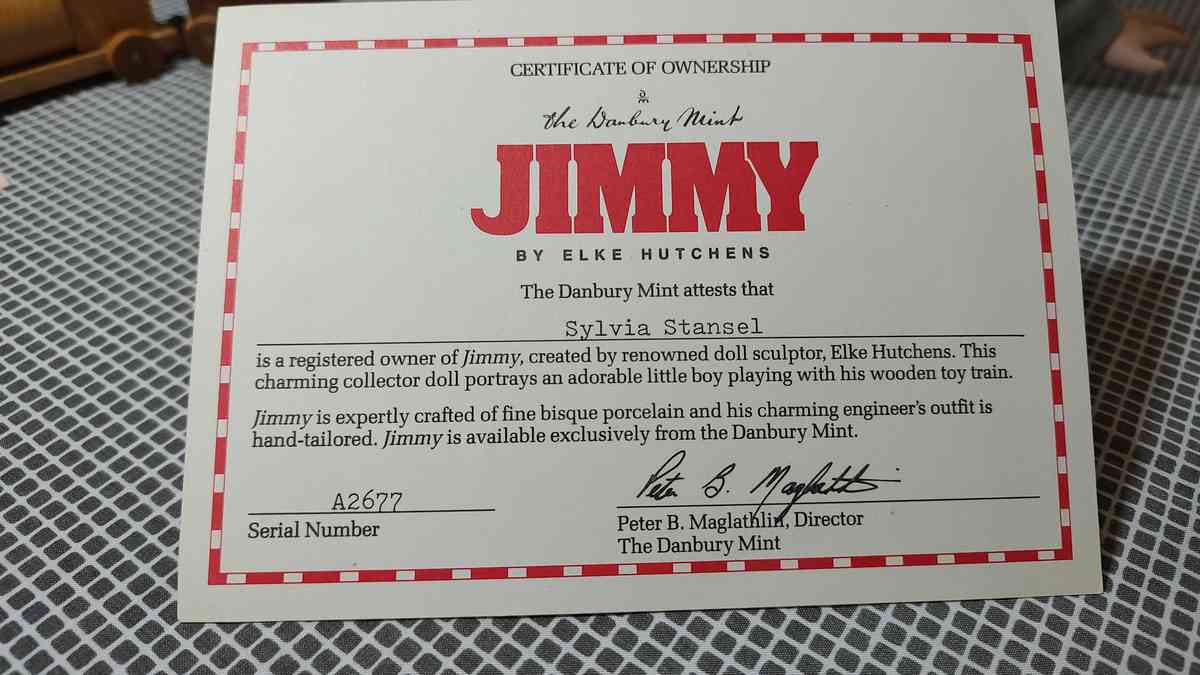 CERTIFICATE OF OWNERSHIP
DM
The Danbury Mint
JIMMY
BY ELKE HUTCHENS
The Danbury Mint attests that
Sylvia Stansel
is a registered owner of Jimmy, created by renowned doll sculptor, Elke Hutchens. This
charming collector doll portrays an adorable little boy playing with his wooden toy train.
Jimmy is expertly crafted of fine bisque porcelain and his charming engineer's outfit is
hand-tailored. Jimmy is available exclusively from the Danbury Mint.
Peter B. Maglathlin
A2677
Serial Number
Peter B. Maglathlin, Director
The Danbury Mint